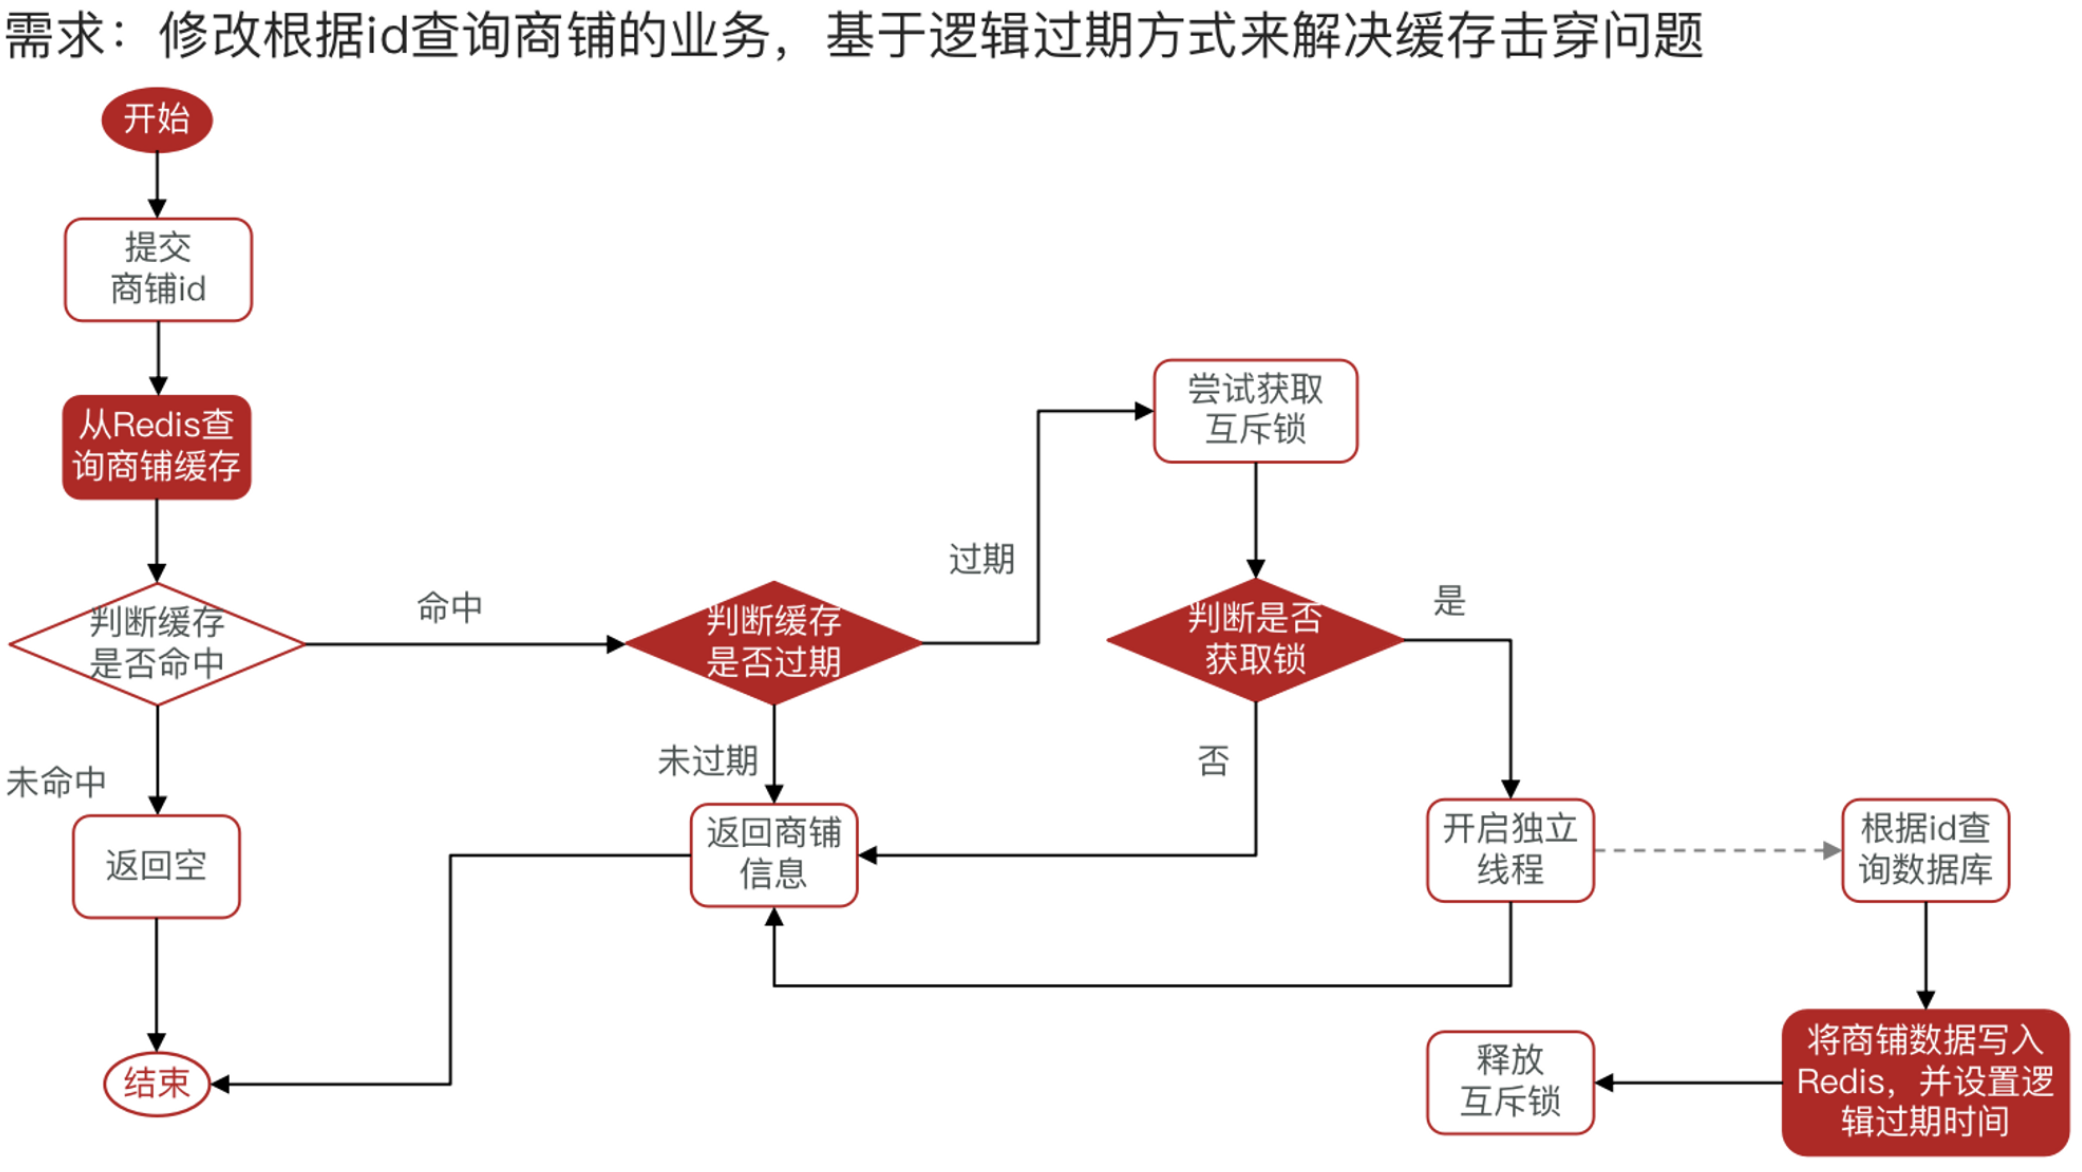 需求：修改根据id查询商铺的业务，基于逻辑过期方式来解决缓存击穿问题
开始
提交
商铺id
从Redis查
询商铺缓存
判断缓存
是否命中
命中
未命中
返回空
结束
判断缓存
是否过期
过期
未过期
返回商铺
信息
尝试获取
互斥锁
判断是否
获取锁
是
否
开启独立
线程
根据id查
询数据库
将商铺数据写入
Redis，并设置逻
辑过期时间
释放
互斥锁